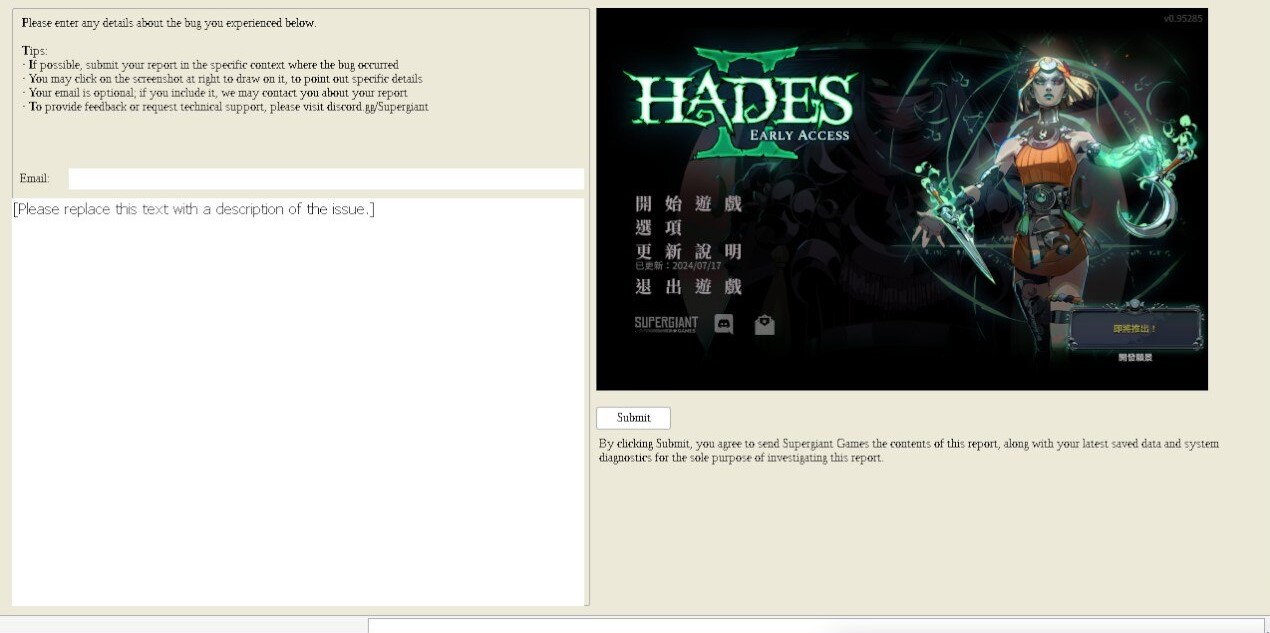 Please enter any details about the bug you experienced below.
Tips:
· If possible, submit your report in the specific context where the bug occurred
· You may click on the screenshot at right to draw on it, to point out specific details
· Your email is optional; if you include it, we may contact you about your report
· To provide feedback or request technical support, please visit discord.gg/Supergiant
Email:
[Please replace this text with a description of the issue.]
v0.95285
HADES
II
EARLY ACCESS
開始遊戲
選項
更新說明
已更新：2024/07/17
退出遊戲
SUPERGIANT
GAMES
即將推出！
開發願景
Submit
By clicking Submit, you agree to send Supergiant Games the contents of this report, along with your latest saved data and system
diagnostics for the sole purpose of investigating this report.